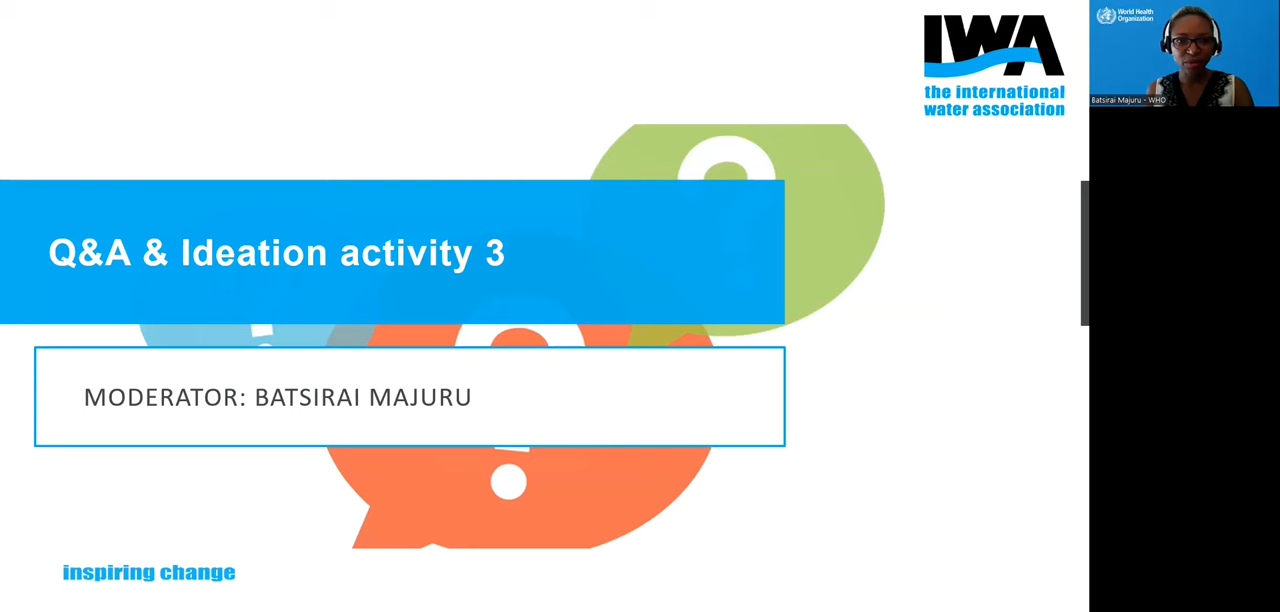 IWA
the international
water association
World Health
Organization
Batsirai Majuru - WHO
Q&A & Ideation activity 3
MODERATOR: BATSIRAI MAJURU
inspiring change